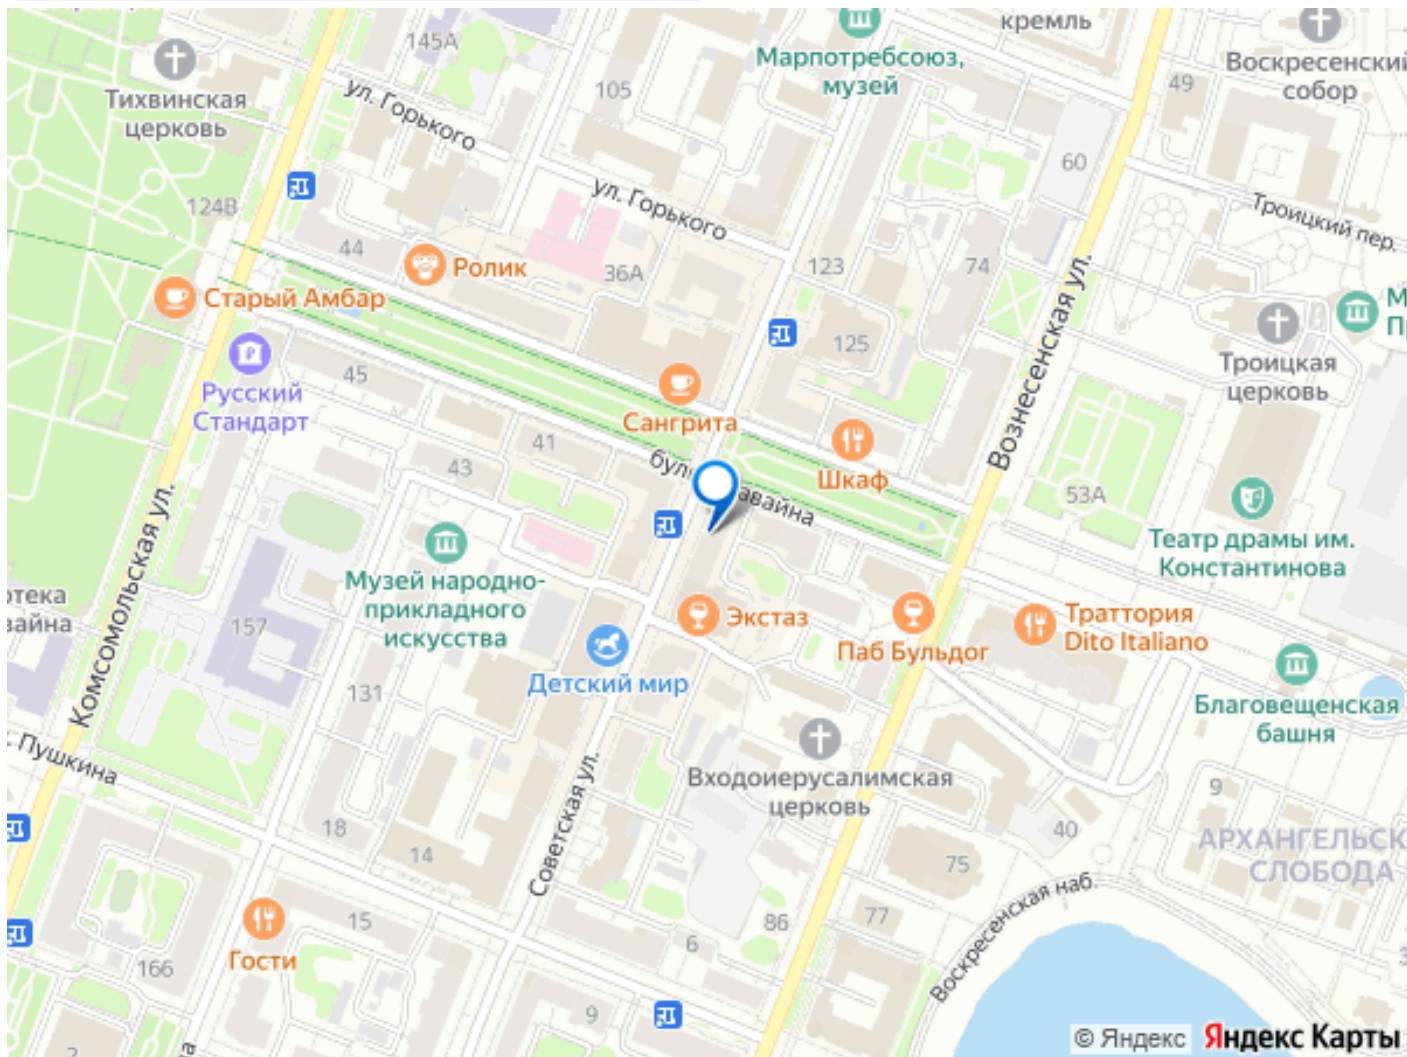 145А
кремль
Марпотребсоюз,
музей
Воскресенский
собор
Тихвинская
церковь
ул. Горького
105
49
60
ул. Горького
Троицкий пер.
124В
44
Ролик
36А
123
74
Старый Амбар
125
Вознесенская ул.
Троицкая
церковь
Русский
Стандарт
45
Сангрита
41
43
Шкаф
53А
Театр драмы им.
Константинова
Комсомольская ул.
Музей народно-
прикладного
искусства
157
Экстаз
Паб Бульдог
Траттория
Dito Italiano
Детский мир
131
Благовещенская
башня
Входоиерусалимская
церковь
Пушкина
18
14
Советская ул.
9
40
75
АРХАНГЕЛЬСК
СЛОБОДА
Воскресенская наб.
15
Гости
166
6
86
77
9
2
© Яндекс Яндекс Карты